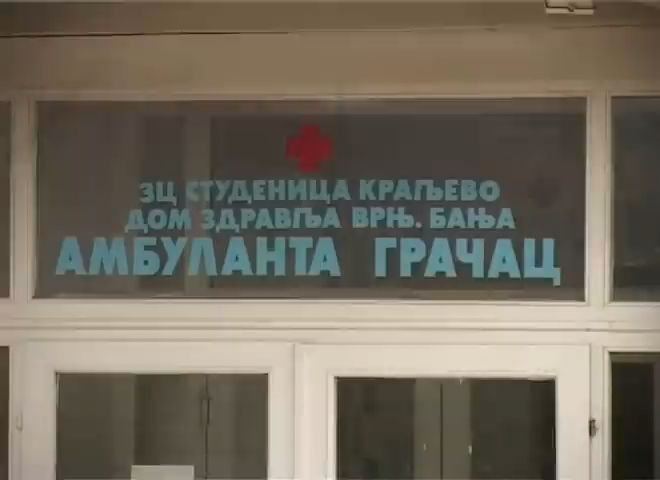 ЗЦ СТУДЕНИЦА КРАЉЕВО
ДОМ ЗДРАВЉА ВРЊ. БАЊА
АМБУЛАНТА ГРАЧАЦ